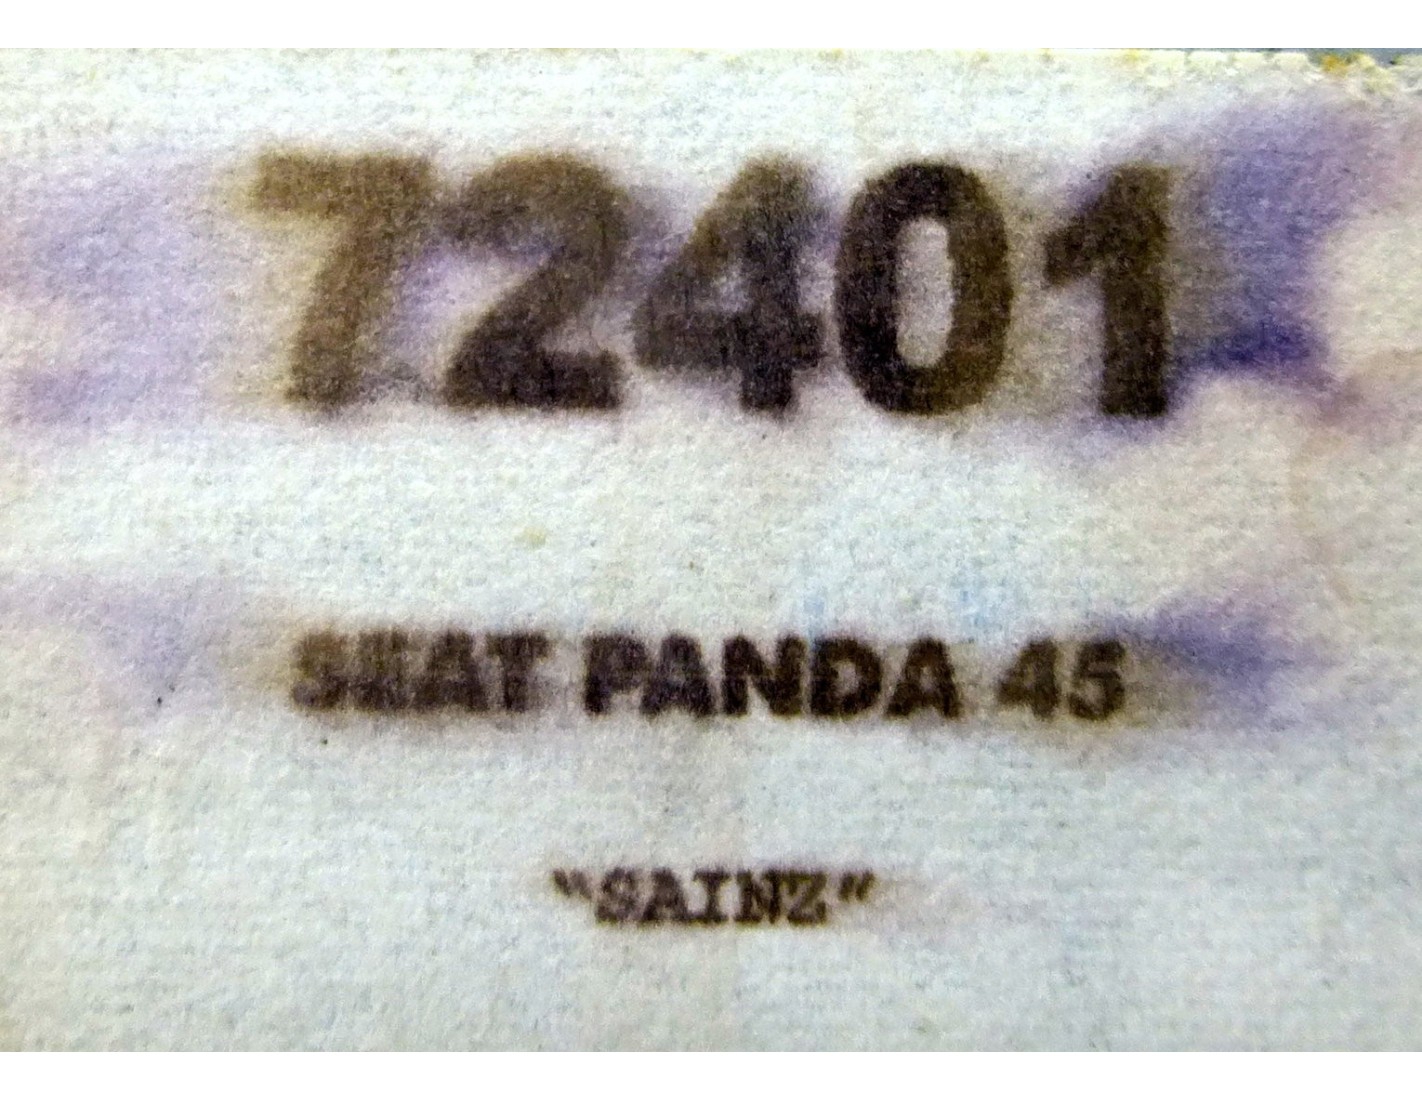 72401
SEAT PANDA 45
"SAINZ"